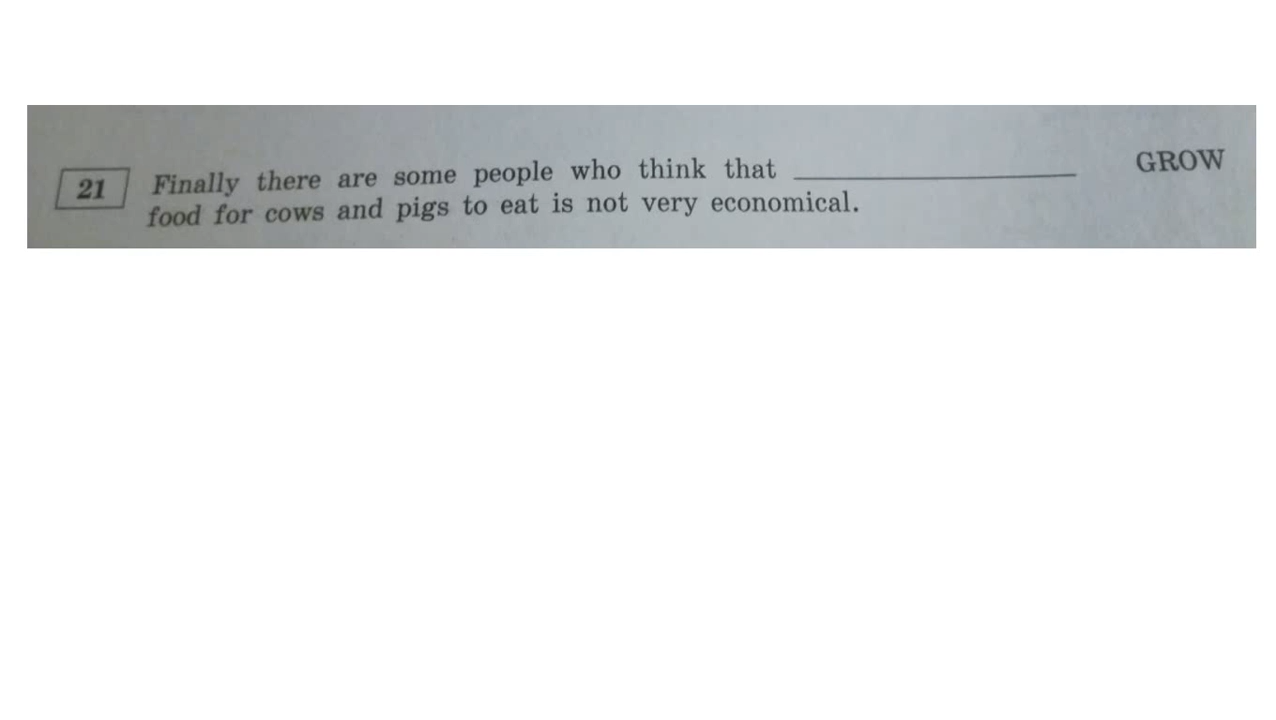 21 Finally there are some people who think that ____________________ GROW
food for cows and pigs to eat is not very economical.